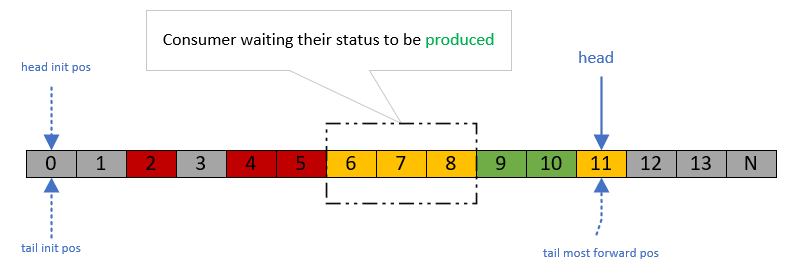 Consumer waiting their status to be produced
head init pos
head
0 1 2 3 4 5 6 7 8 9 10 11 12 13 N
tail init pos
tail most forward pos